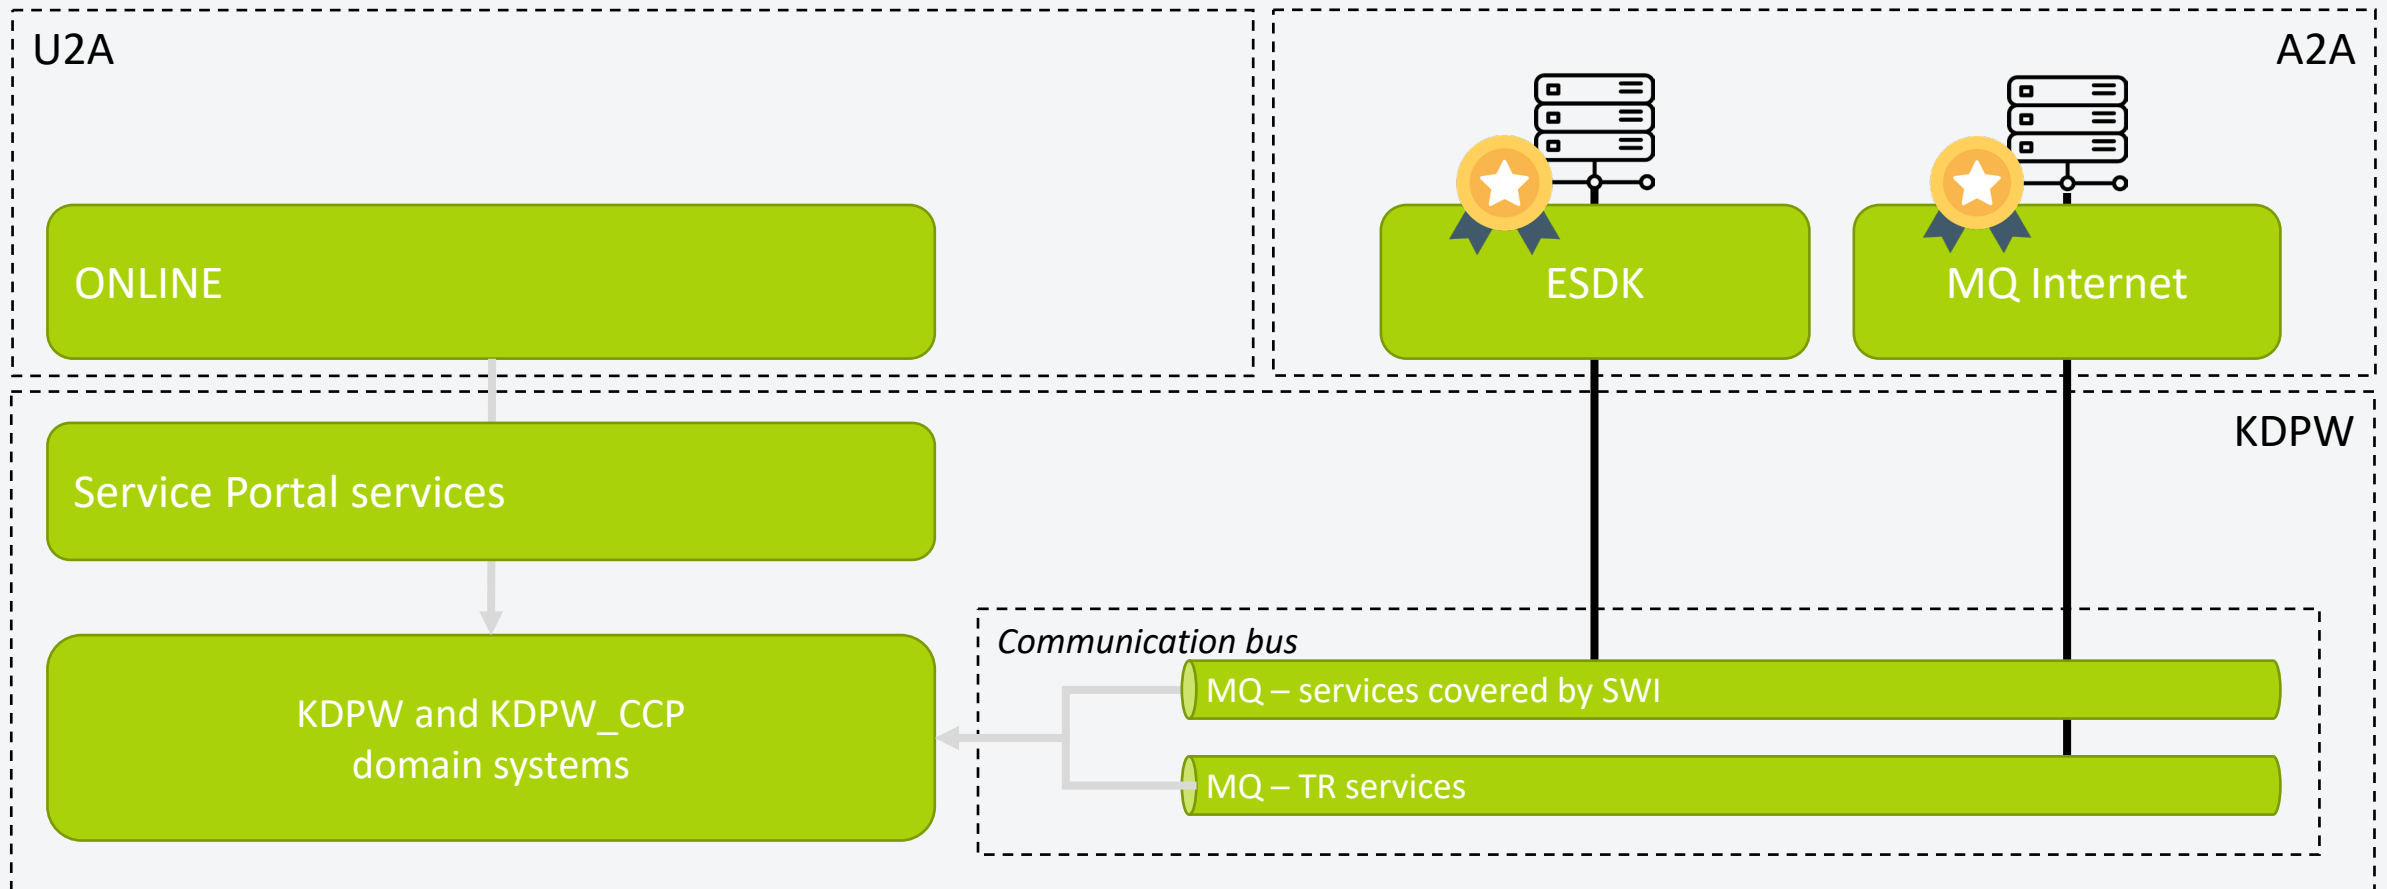 U2A
A2A
ONLINE
ESDK
MQ Internet
KDPW
Service Portal services
Communication bus
MQ – services covered by SWI
KDPW and KDPW_CCP
domain systems
MQ – TR services